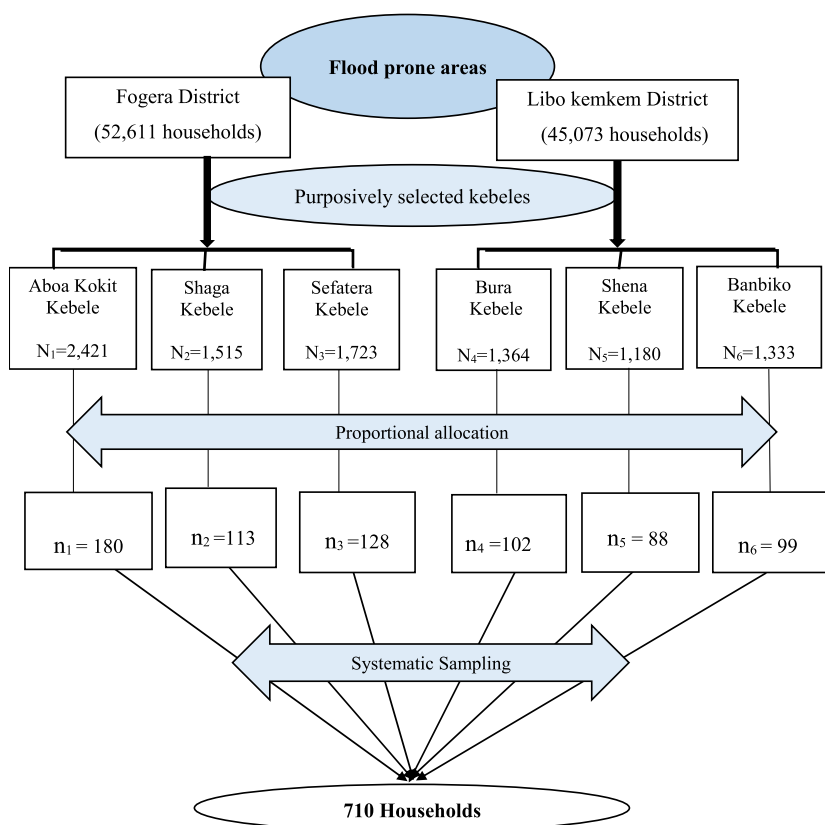 Flood prone areas
Fogera District
(52,611 households)
Libo kemkem District
(45,073 households)
Purposively selected kebeles
Aboa Kokit
Kebele
N₁=2,421
Shaga
Kebele
N₂=1,515
Sefatera
Kebele
N₃=1,723
Bura
Kebele
N₄=1,364
Shena
Kebele
N₅=1,180
Banbiko
Kebele
N₆=1,333
Proportional allocation
n₁ = 180
n₂ =113
n₃ =128
n₄ =102
n₅ = 88
n₆ = 99
Systematic Sampling
710 Households